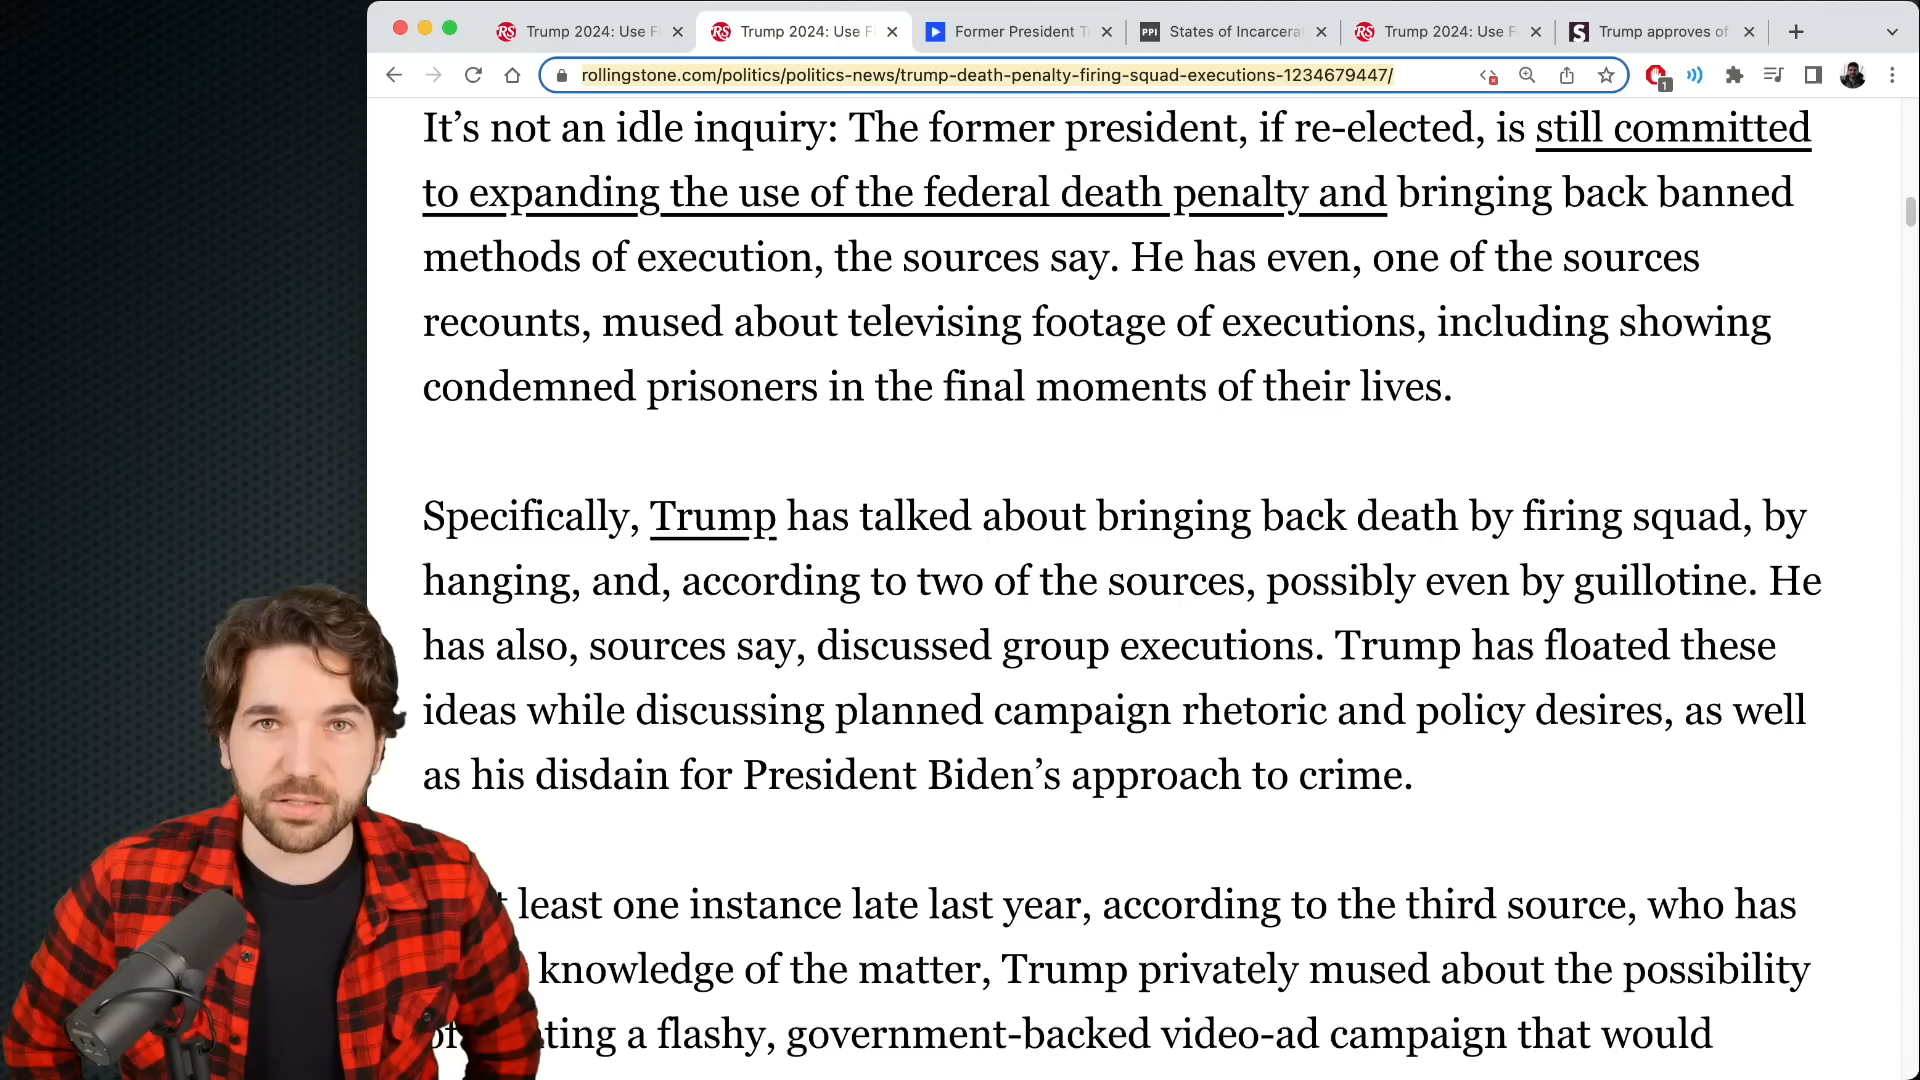 Trump 2024: Use F
Trump 2024: Use F
Former President T
PPI
States of Incarcera
Trump 2024: Use F
Trump approves of
rollingstone.com/politics/politics-news/trump-death-penalty-firing-squad-executions-1234679447/
1
It’s not an idle inquiry: The former president, if re-elected, is still committed
to expanding the use of the federal death penalty and bringing back banned
methods of execution, the sources say. He has even, one of the sources
recounts, mused about televising footage of executions, including showing
condemned prisoners in the final moments of their lives.
Specifically, Trump has talked about bringing back death by firing squad, by
hanging, and, according to two of the sources, possibly even by guillotine. He
has also, sources say, discussed group executions. Trump has floated these
ideas while discussing planned campaign rhetoric and policy desires, as well
as his disdain for President Biden’s approach to crime.
least one instance late last year, according to the third source, who has
knowledge of the matter, Trump privately mused about the possibility
a flashy, government-backed video-ad campaign that would